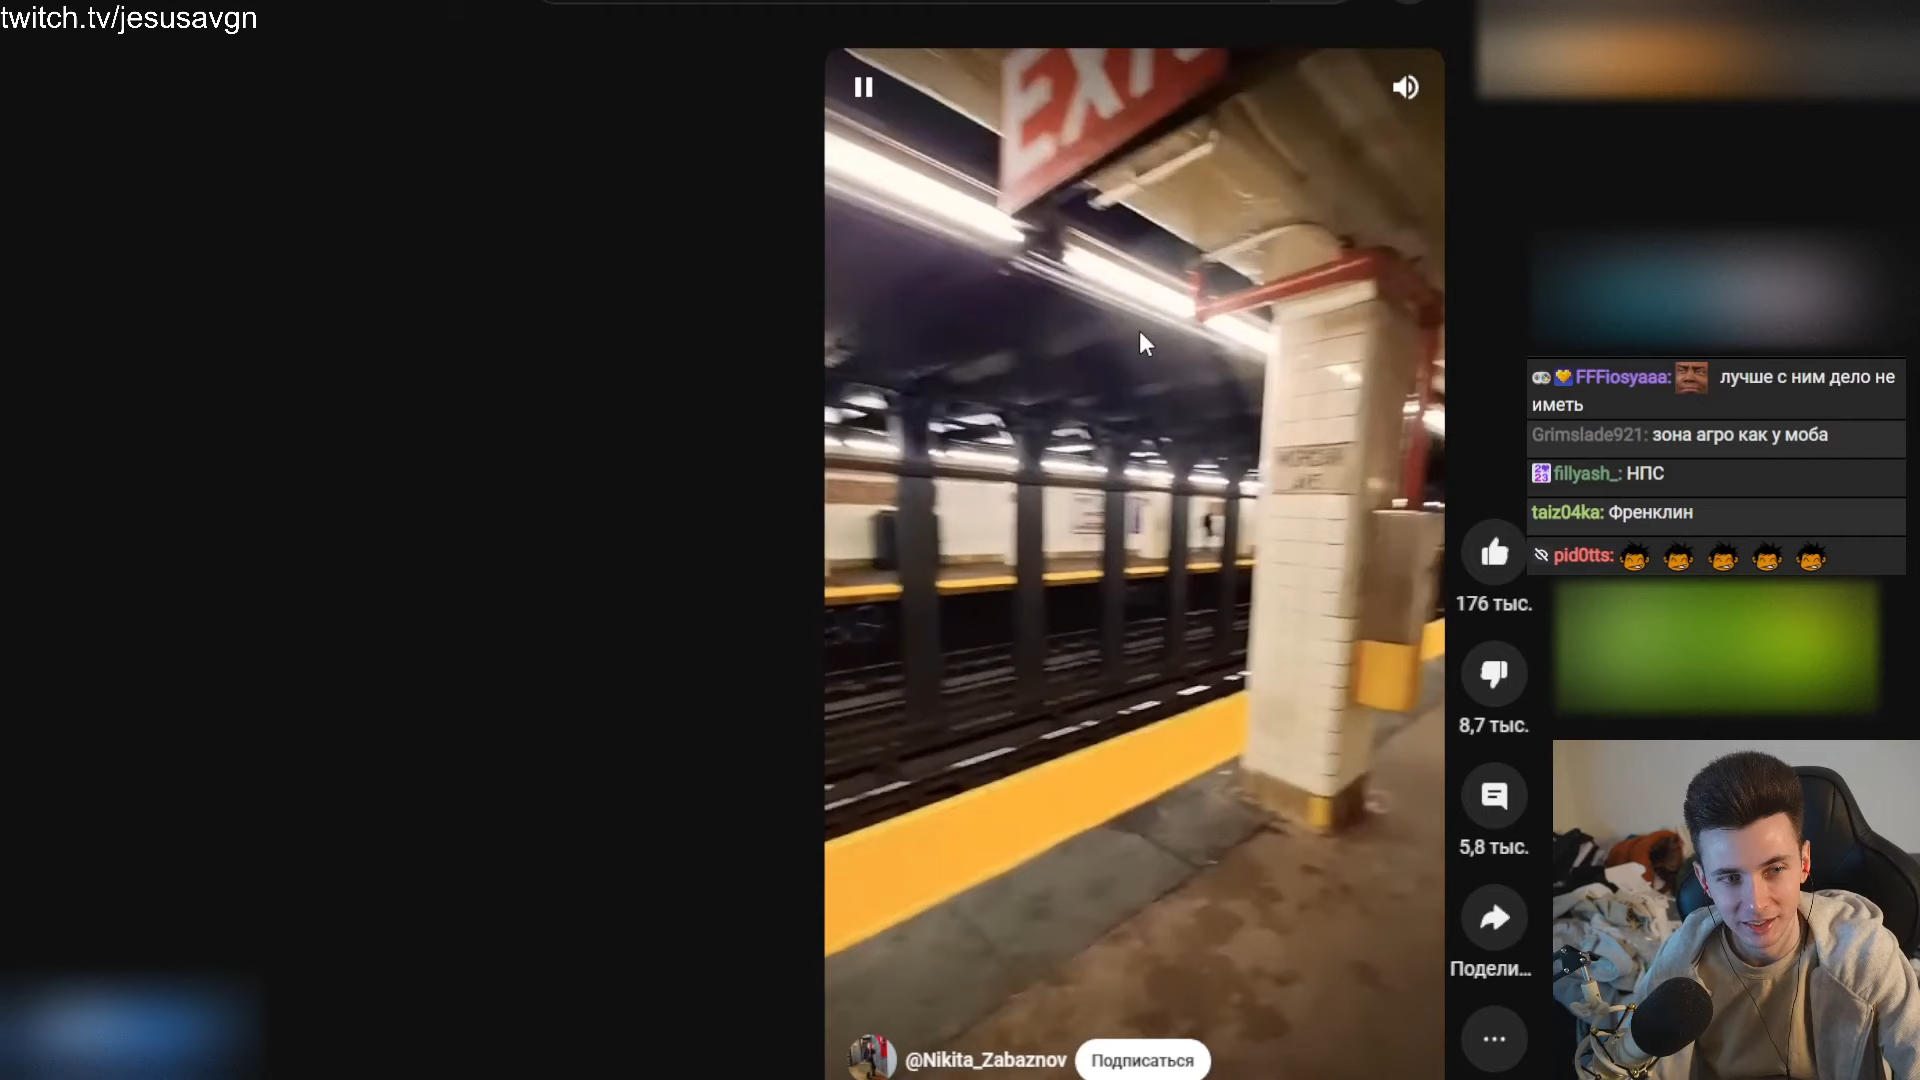 twitch.tv/jesusavgn
EXIT
FFFiosyaaa: лучше с ним дело не
иметь
Grimslade921: зона агро как у моба
fillyash_: НПС
taiz04ka: Френклин
pid0tts:
176 тыс.
8,7 тыс.
5,8 тыс.
Подели...
@Nikita_Zabaznov Подписаться